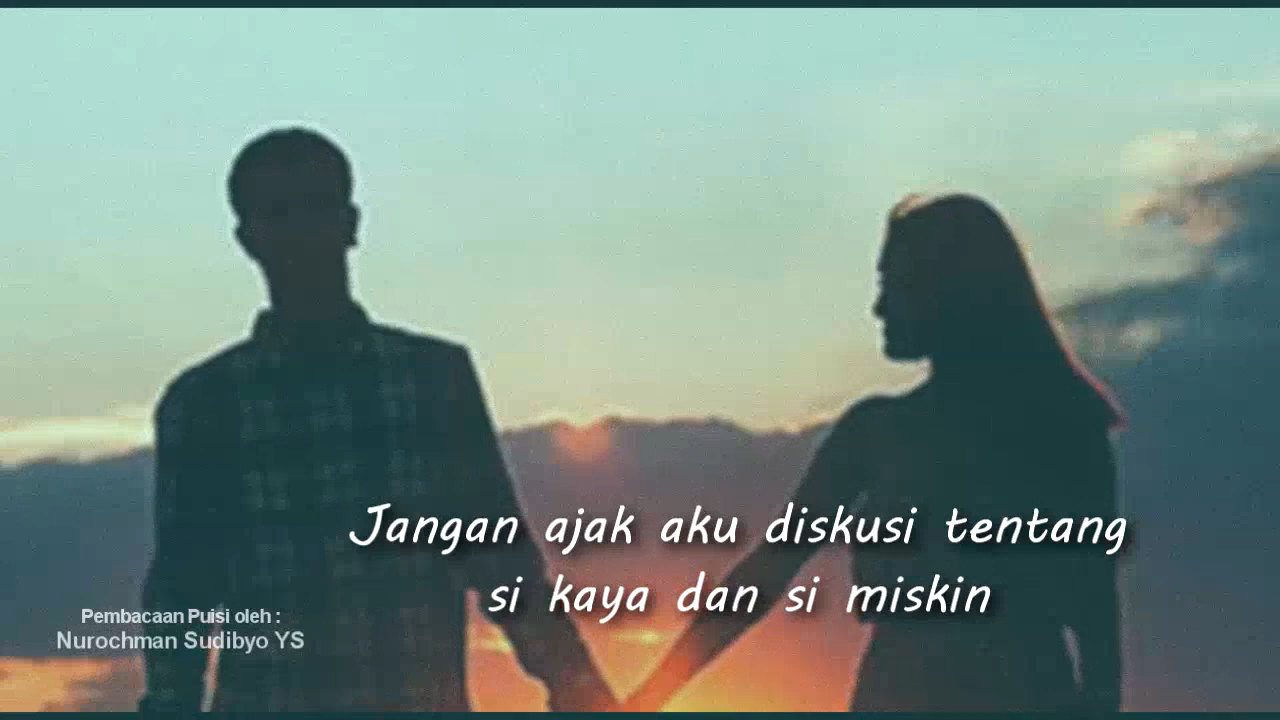 Jangan ajak aku diskusi tentang
si kaya dan si miskin
Pembacaan Puisi oleh :
Nurochman Sudibyo YS